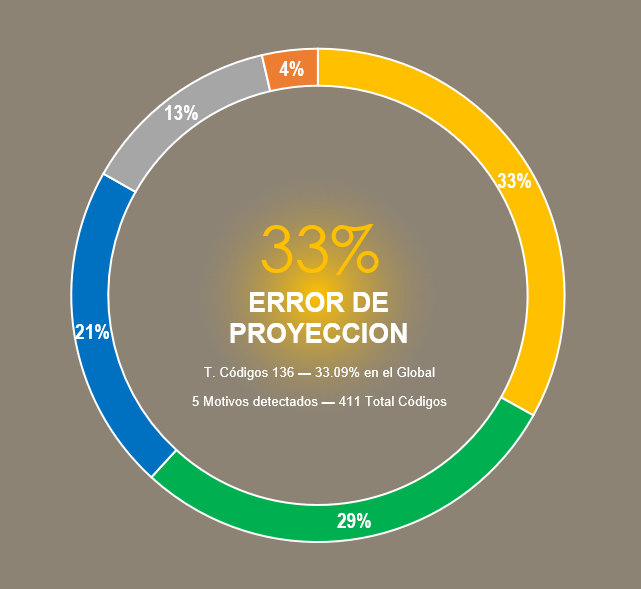 4%
13%
33%
33%
ERROR DE
PROYECCION
21%
T. Códigos 136 — 33.09% en el Global
5 Motivos detectados — 411 Total Códigos
29%